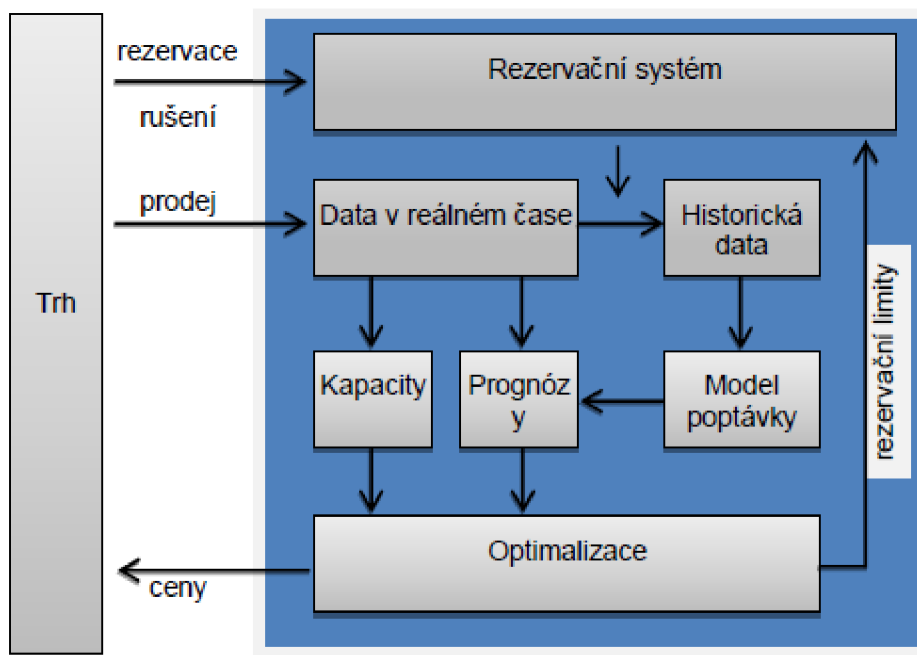 rezervace
Rezervační systém
rušení
prodej
Data v reálném čase
Historická
data
Trh
rezervační limity
Kapacity
Prognóz
y
Model
poptávky
Optimalizace
ceny